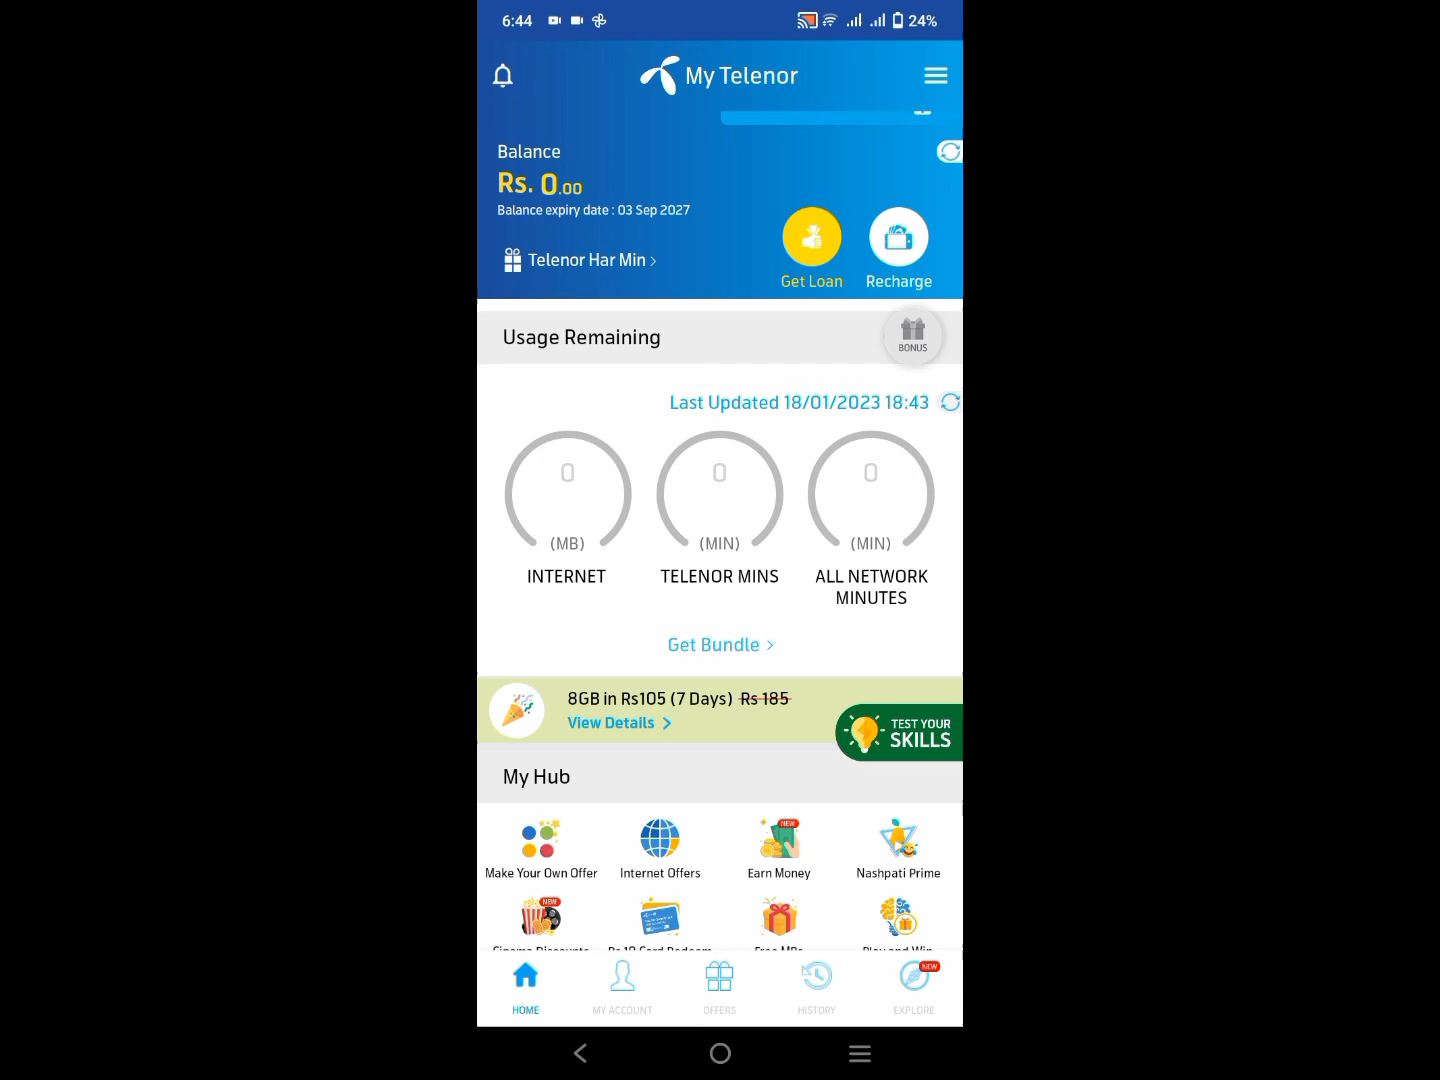 6:44
24%
My Telenor
Balance
Rs. 0.00
Balance expiry date : 03 Sep 2027
Telenor Har Min >
Get Loan
Recharge
Usage Remaining
BONUS
Last Updated 18/01/2023 18:43
0
0
0
(MB)
(MIN)
(MIN)
INTERNET
TELENOR MINS
ALL NETWORK
MINUTES
Get Bundle >
8GB in Rs105 (7 Days) Rs 185
View Details >
TEST YOUR
SKILLS
My Hub
NEW
Make Your Own Offer
Internet Offers
Earn Money
Nashpati Prime
NEW
Cinema Discounts
Rs.10 Card Redeem
Free MBs
Play and Win
NEW
HOME
MY ACCOUNT
OFFERS
HISTORY
EXPLORE